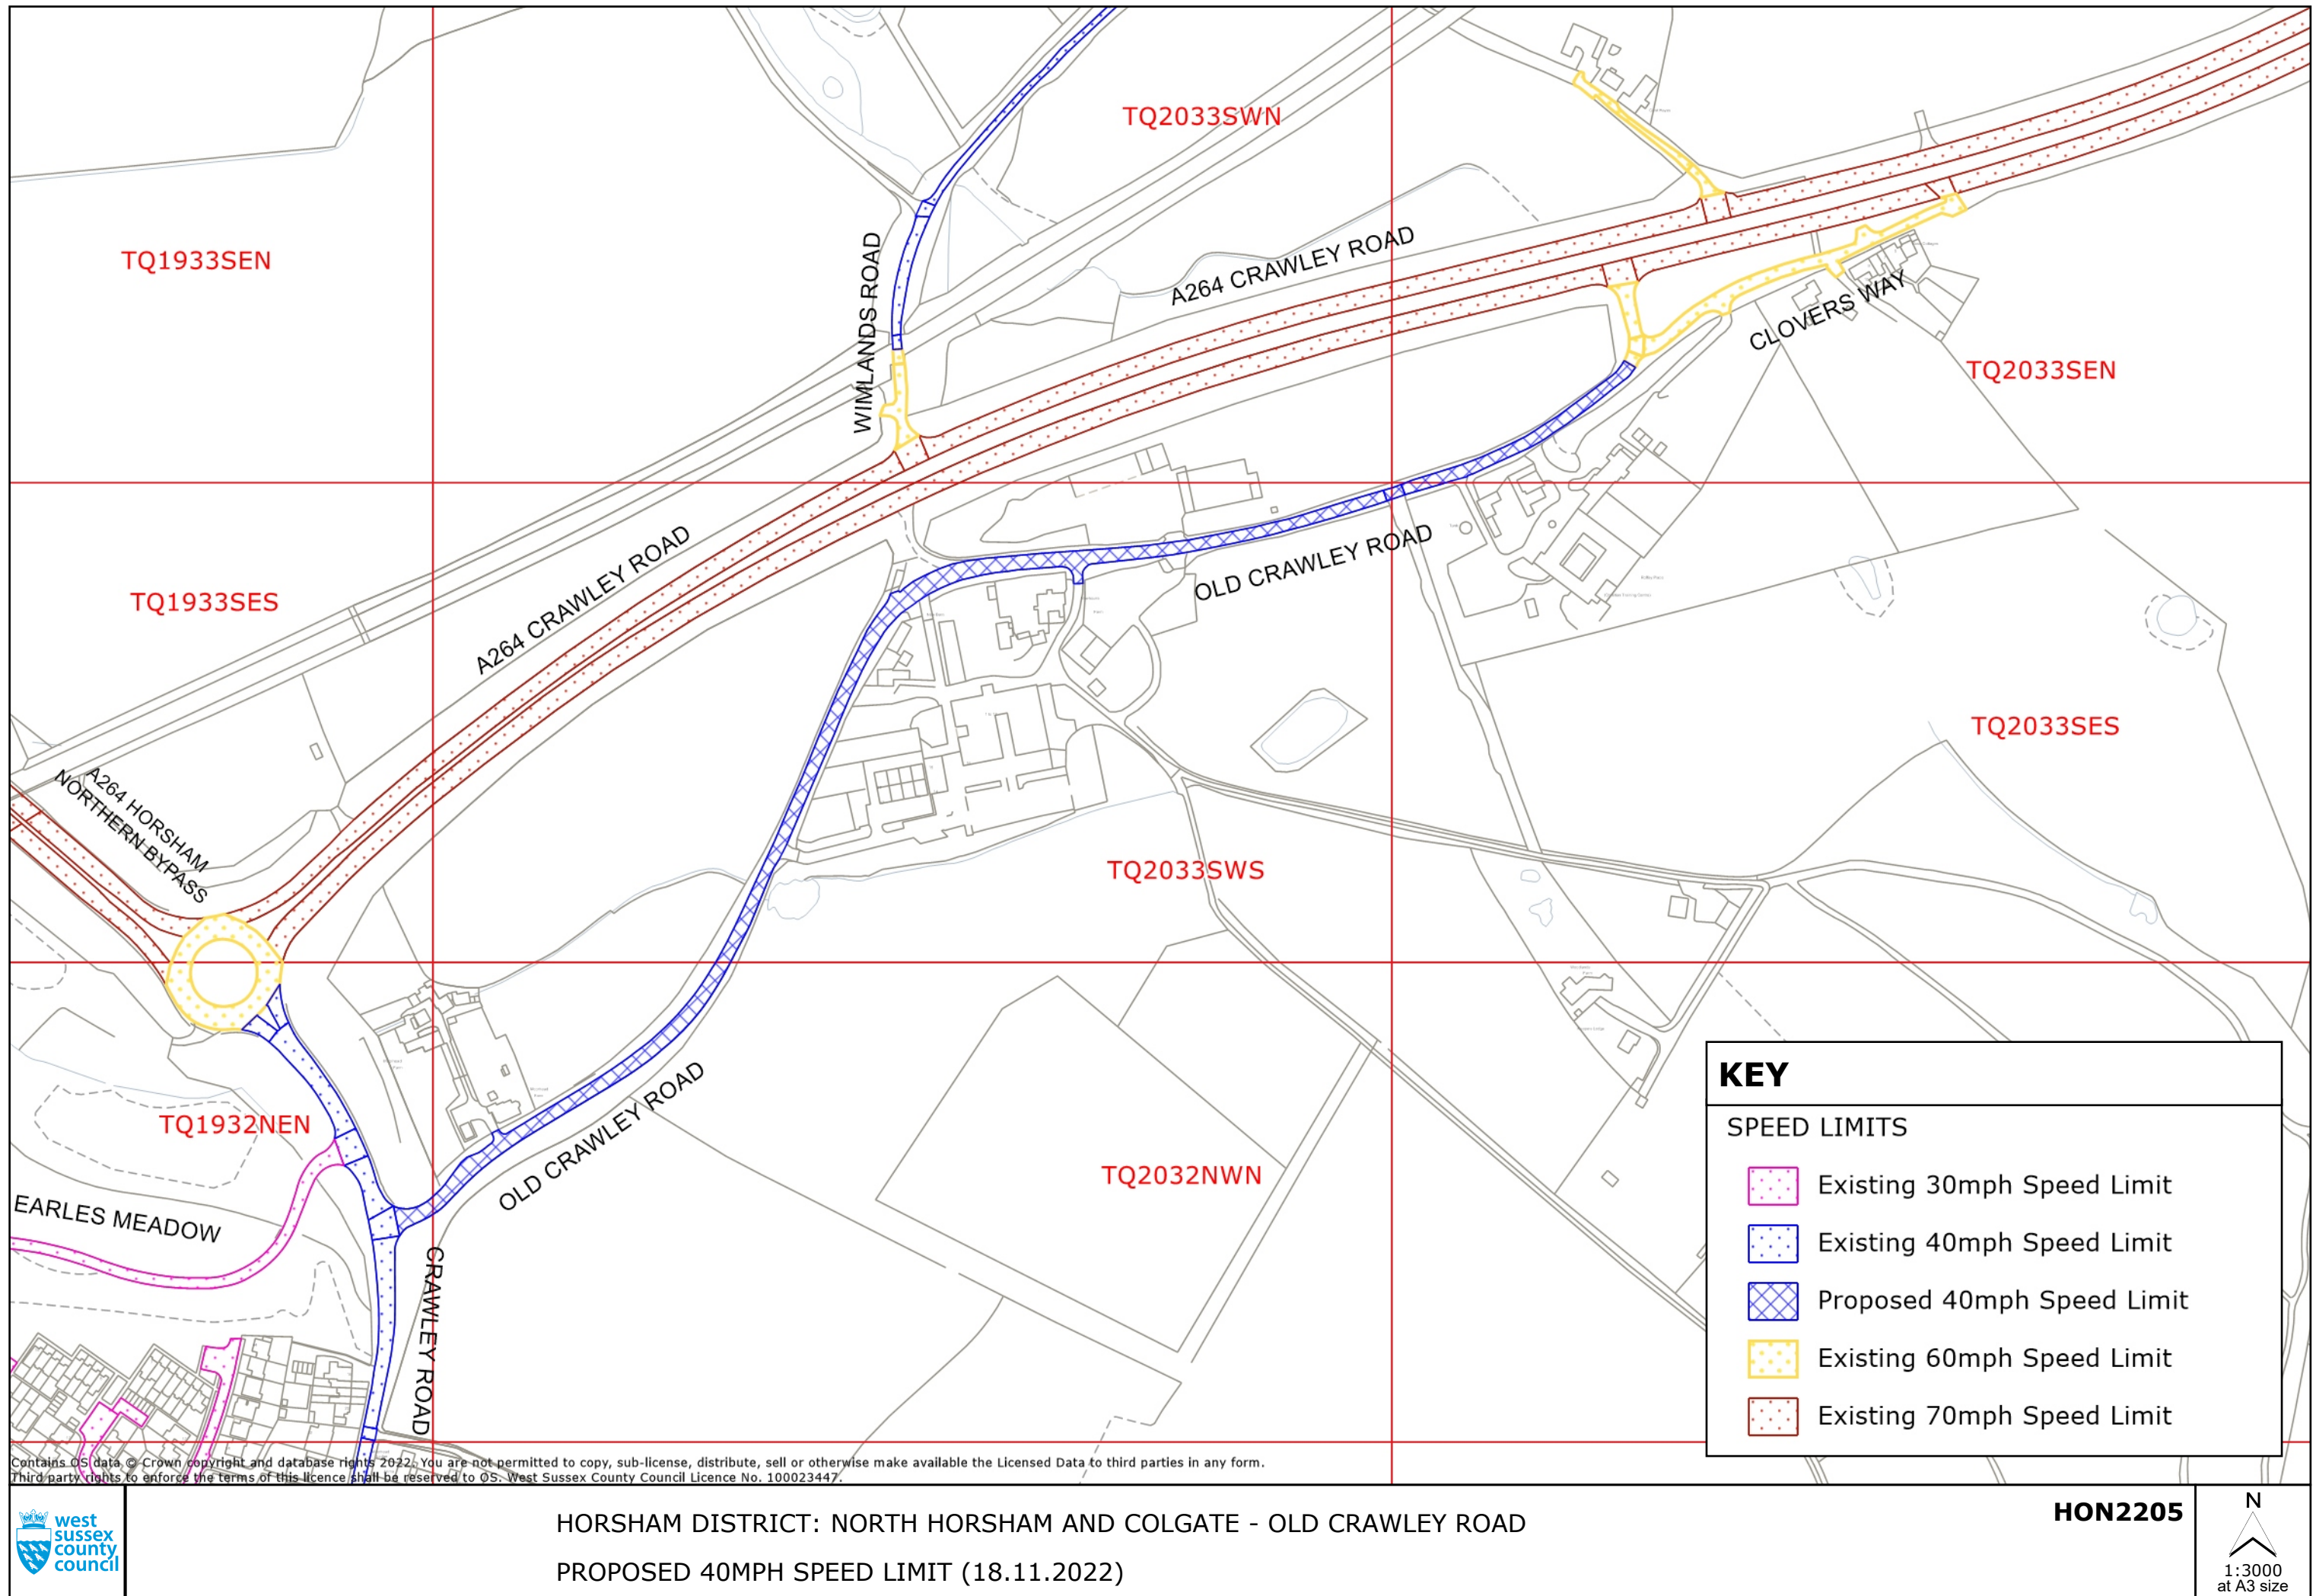 TQ2033SWN
TQ1933SEN
WIMLANDS ROAD
A264 CRAWLEY ROAD
CLOVERS WAY
TQ2033SEN
A264 CRAWLEY ROAD
OLD CRAWLEY ROAD
TQ1933SES
TQ2033SES
A264 HORSHAM
NORTHERN BYPASS
TQ2033SWS
TQ1932NEN
OLD CRAWLEY ROAD
TQ2032NWN
EARLES MEADOW
CRAWLEY ROAD
KEY
SPEED LIMITS
Existing 30mph Speed Limit
Existing 40mph Speed Limit
Proposed 40mph Speed Limit
Existing 60mph Speed Limit
Existing 70mph Speed Limit
Contains OS data © Crown copyright and database rights 2022. You are not permitted to copy, sub-license, distribute, sell or otherwise make available the Licensed Data to third parties in any form.
Third party rights to enforce the terms of this licence shall be reserved to OS. West Sussex County Council Licence No. 100023447.
west
sussex
county
council
HORSHAM DISTRICT: NORTH HORSHAM AND COLGATE - OLD CRAWLEY ROAD
PROPOSED 40MPH SPEED LIMIT (18.11.2022)
HON2205
N
1:3000
at A3 size